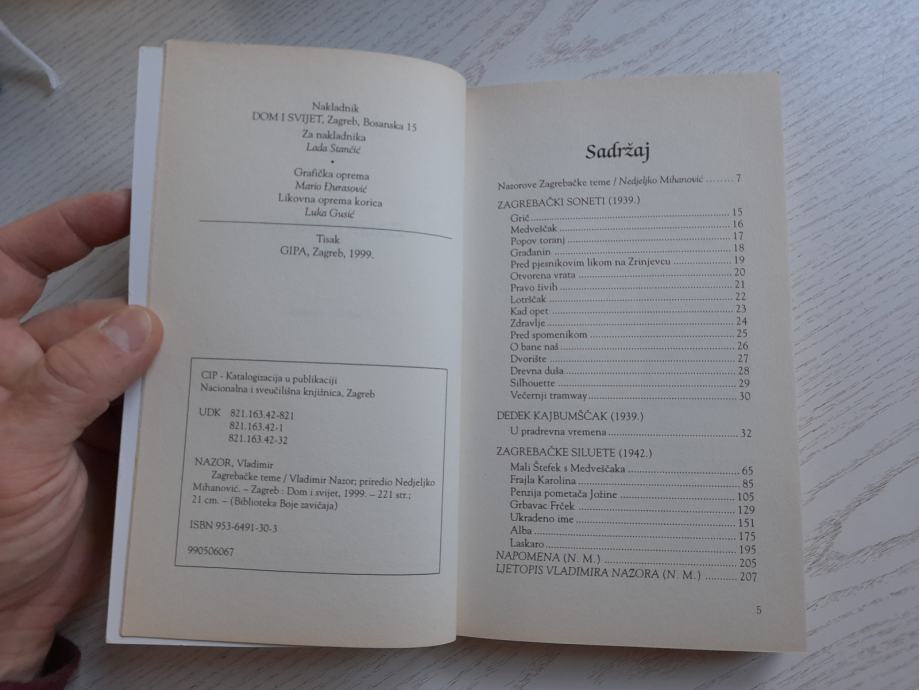 Nakladnik
DOM I SVIJET, Zagreb, Bosanska 15
Za nakladnika
Lada Stančić
•
Grafička oprema
Mario Đurasović
Likovna oprema korica
Luka Gusić
Tisak
GIPA, Zagreb, 1999.
CIP - Katalogizacija u publikaciji
Nacionalna i sveučilišna knjižnica, Zagreb
UDK 821.163.42-821
821.163.42-1
821.163.42-32
NAZOR, Vladimir
Zagrebačke teme / Vladimir Nazor; priredio Nedjeljko
Mihanović. – Zagreb : Dom i svijet, 1999. – 221 str.;
21 cm. – (Biblioteka Boje zavičaja)
ISBN 953-6491-30-3
990506067
Sadržaj
Nazorove Zagrebačke teme / Nedjeljko Mihanović ........ 7
ZAGREBAČKI SONETI (1939.)
Grič ........ 15
Medveščak ........ 16
Popov toranj ........ 17
Građanin ........ 18
Pred pjesnikovim likom na Zrinjevcu ........ 19
Otvorena vrata ........ 20
Pravo živih ........ 21
Lotrščak ........ 22
Kad opet ........ 23
Zdravlje ........ 24
Pred spomenikom ........ 25
O bane naš ........ 26
Dvorište ........ 27
Drevna duša ........ 28
Silhouette ........ 29
Večernji tramway ........ 30
DEDEK KAJBUMŠČAK (1939.)
U pradrevna vremena ........ 32
ZAGREBAČKE SILUETE (1942.)
Mali Štefek s Medveščaka ........ 65
Frajla Karolina ........ 85
Penzija pometača Jožine ........ 105
Grbavac Frček ........ 129
Ukradeno ime ........ 151
Alba ........ 175
Laskaro ........ 195
NAPOMENA (N. M.) ........ 205
LJETOPIS VLADIMIRA NAZORA (N. M.) ........ 207
5